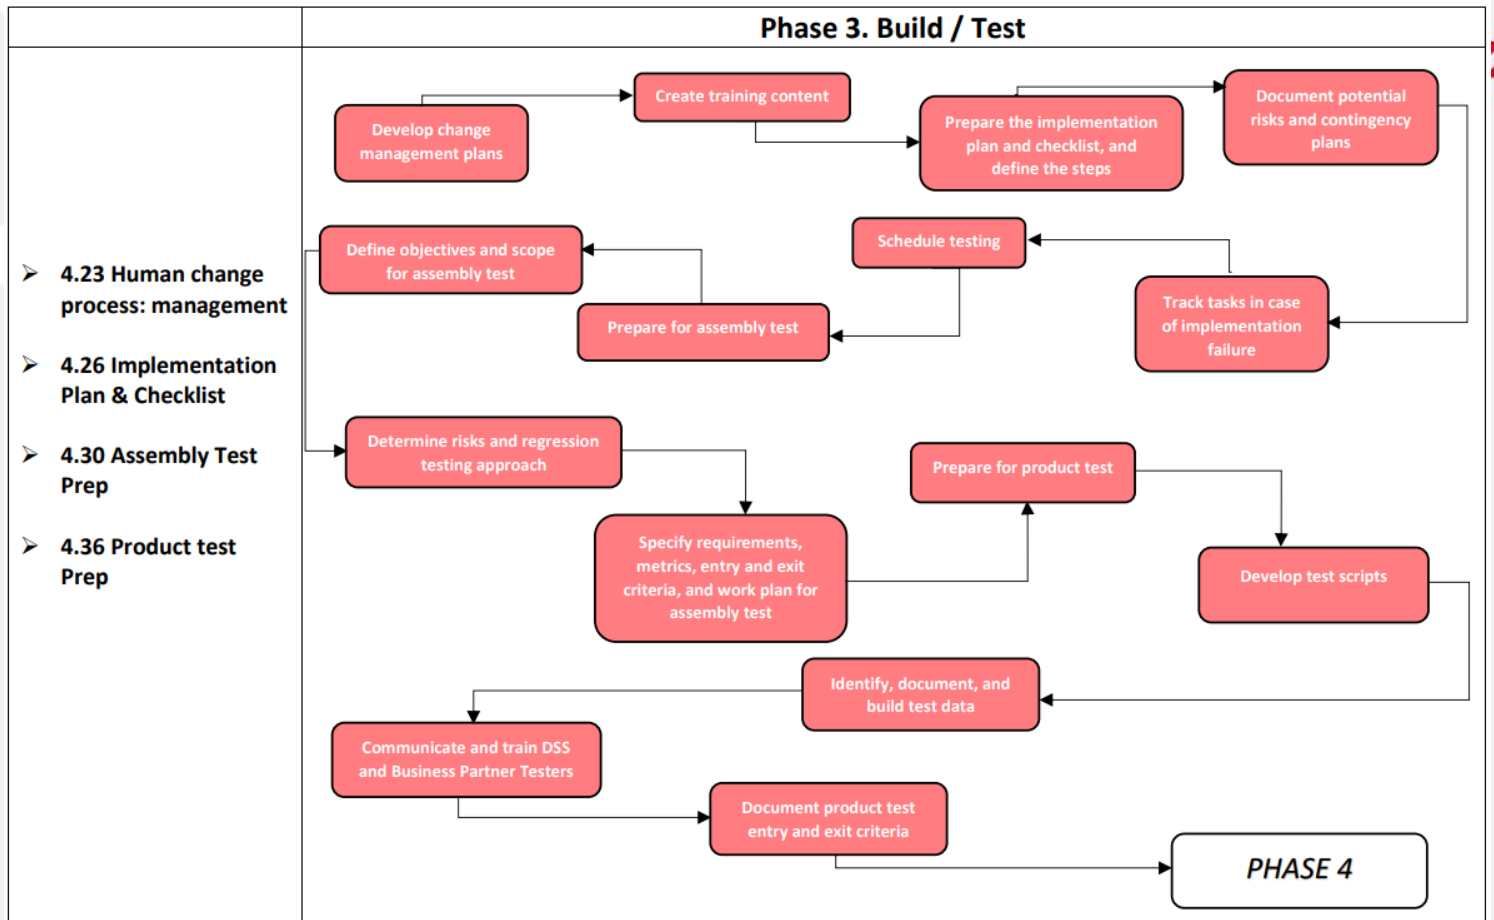 Phase 3. Build / Test
➢ 4.23 Human change
process: management
➢ 4.26 Implementation
Plan & Checklist
➢ 4.30 Assembly Test
Prep
➢ 4.36 Product test
Prep
Develop change
management plans
Create training content
Prepare the implementation
plan and checklist, and
define the steps
Document potential
risks and contingency
plans
Track tasks in case
of implementation
failure
Schedule testing
Prepare for assembly test
Define objectives and scope
for assembly test
Determine risks and regression
testing approach
Specify requirements,
metrics, entry and exit
criteria, and work plan for
assembly test
Prepare for product test
Develop test scripts
Identify, document, and
build test data
Communicate and train DSS
and Business Partner Testers
Document product test
entry and exit criteria
PHASE 4